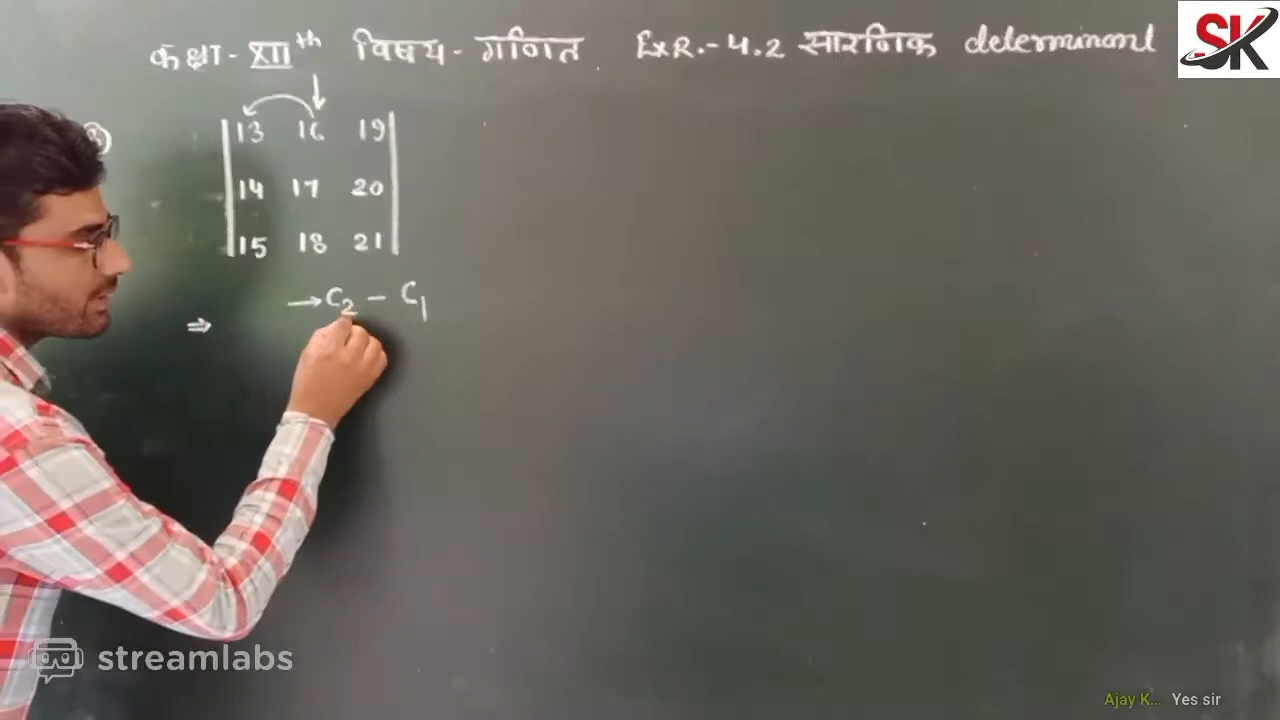 कक्षा - XIIth विषय - गणित ExR. - 4.2 सारणिक determinant
SK
13 16 19
14 17 20
15 18 21
→ C2 - C1
⇒
streamlabs
Ajay K... Yes sir